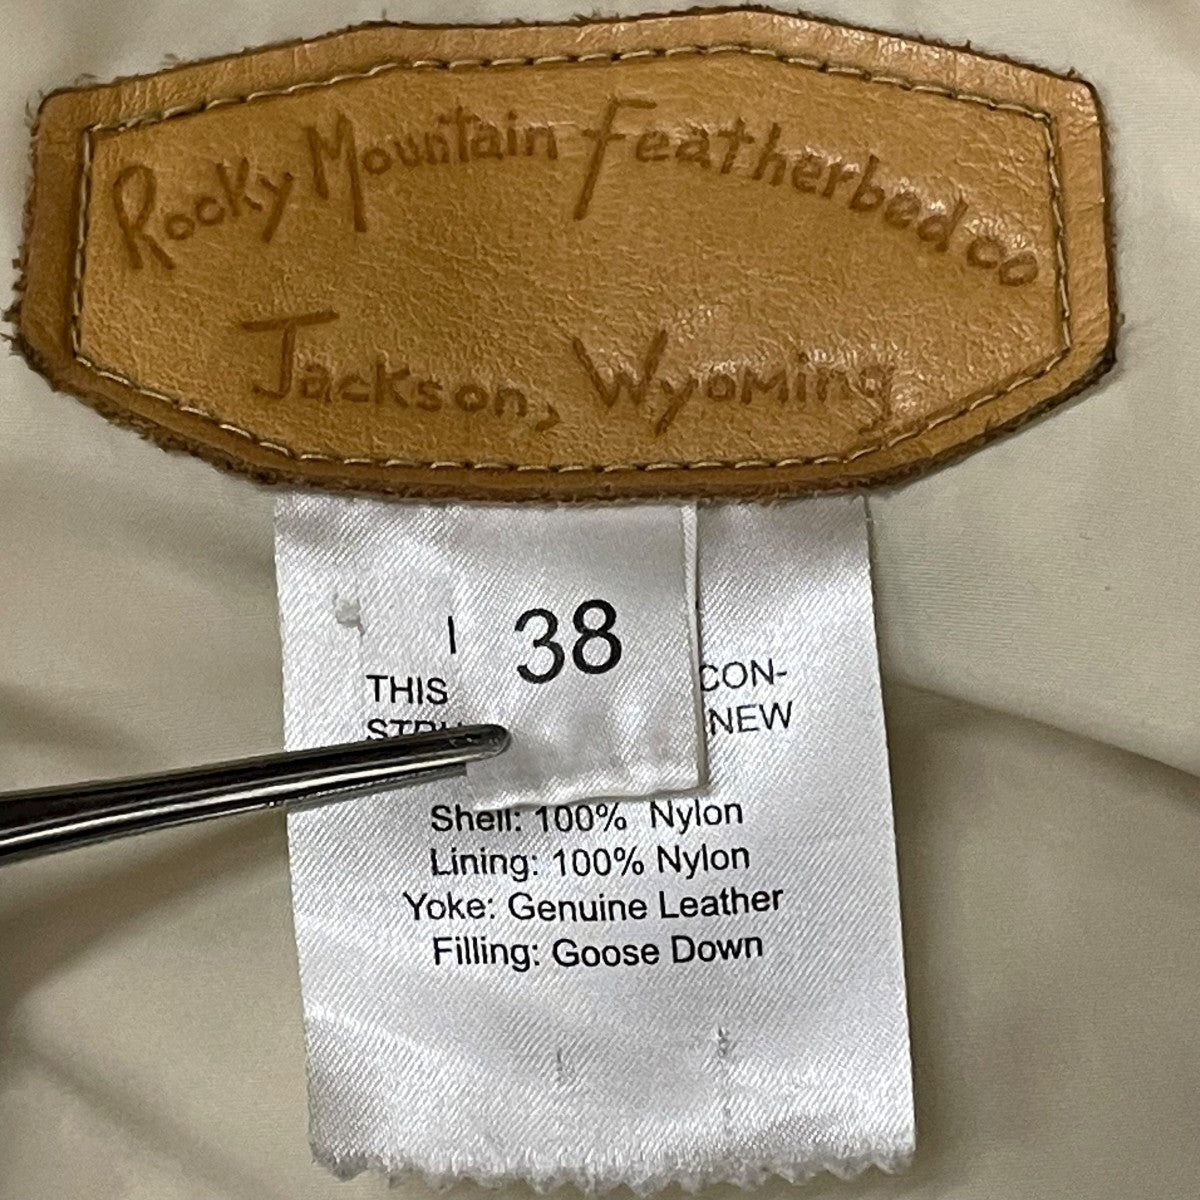 Rocky Mountain Featherbed co
Jackson, Wyoming
38
THIS CON-
NEW
Shell: 100% Nylon
Lining: 100% Nylon
Yoke: Genuine Leather
Filling: Goose Down